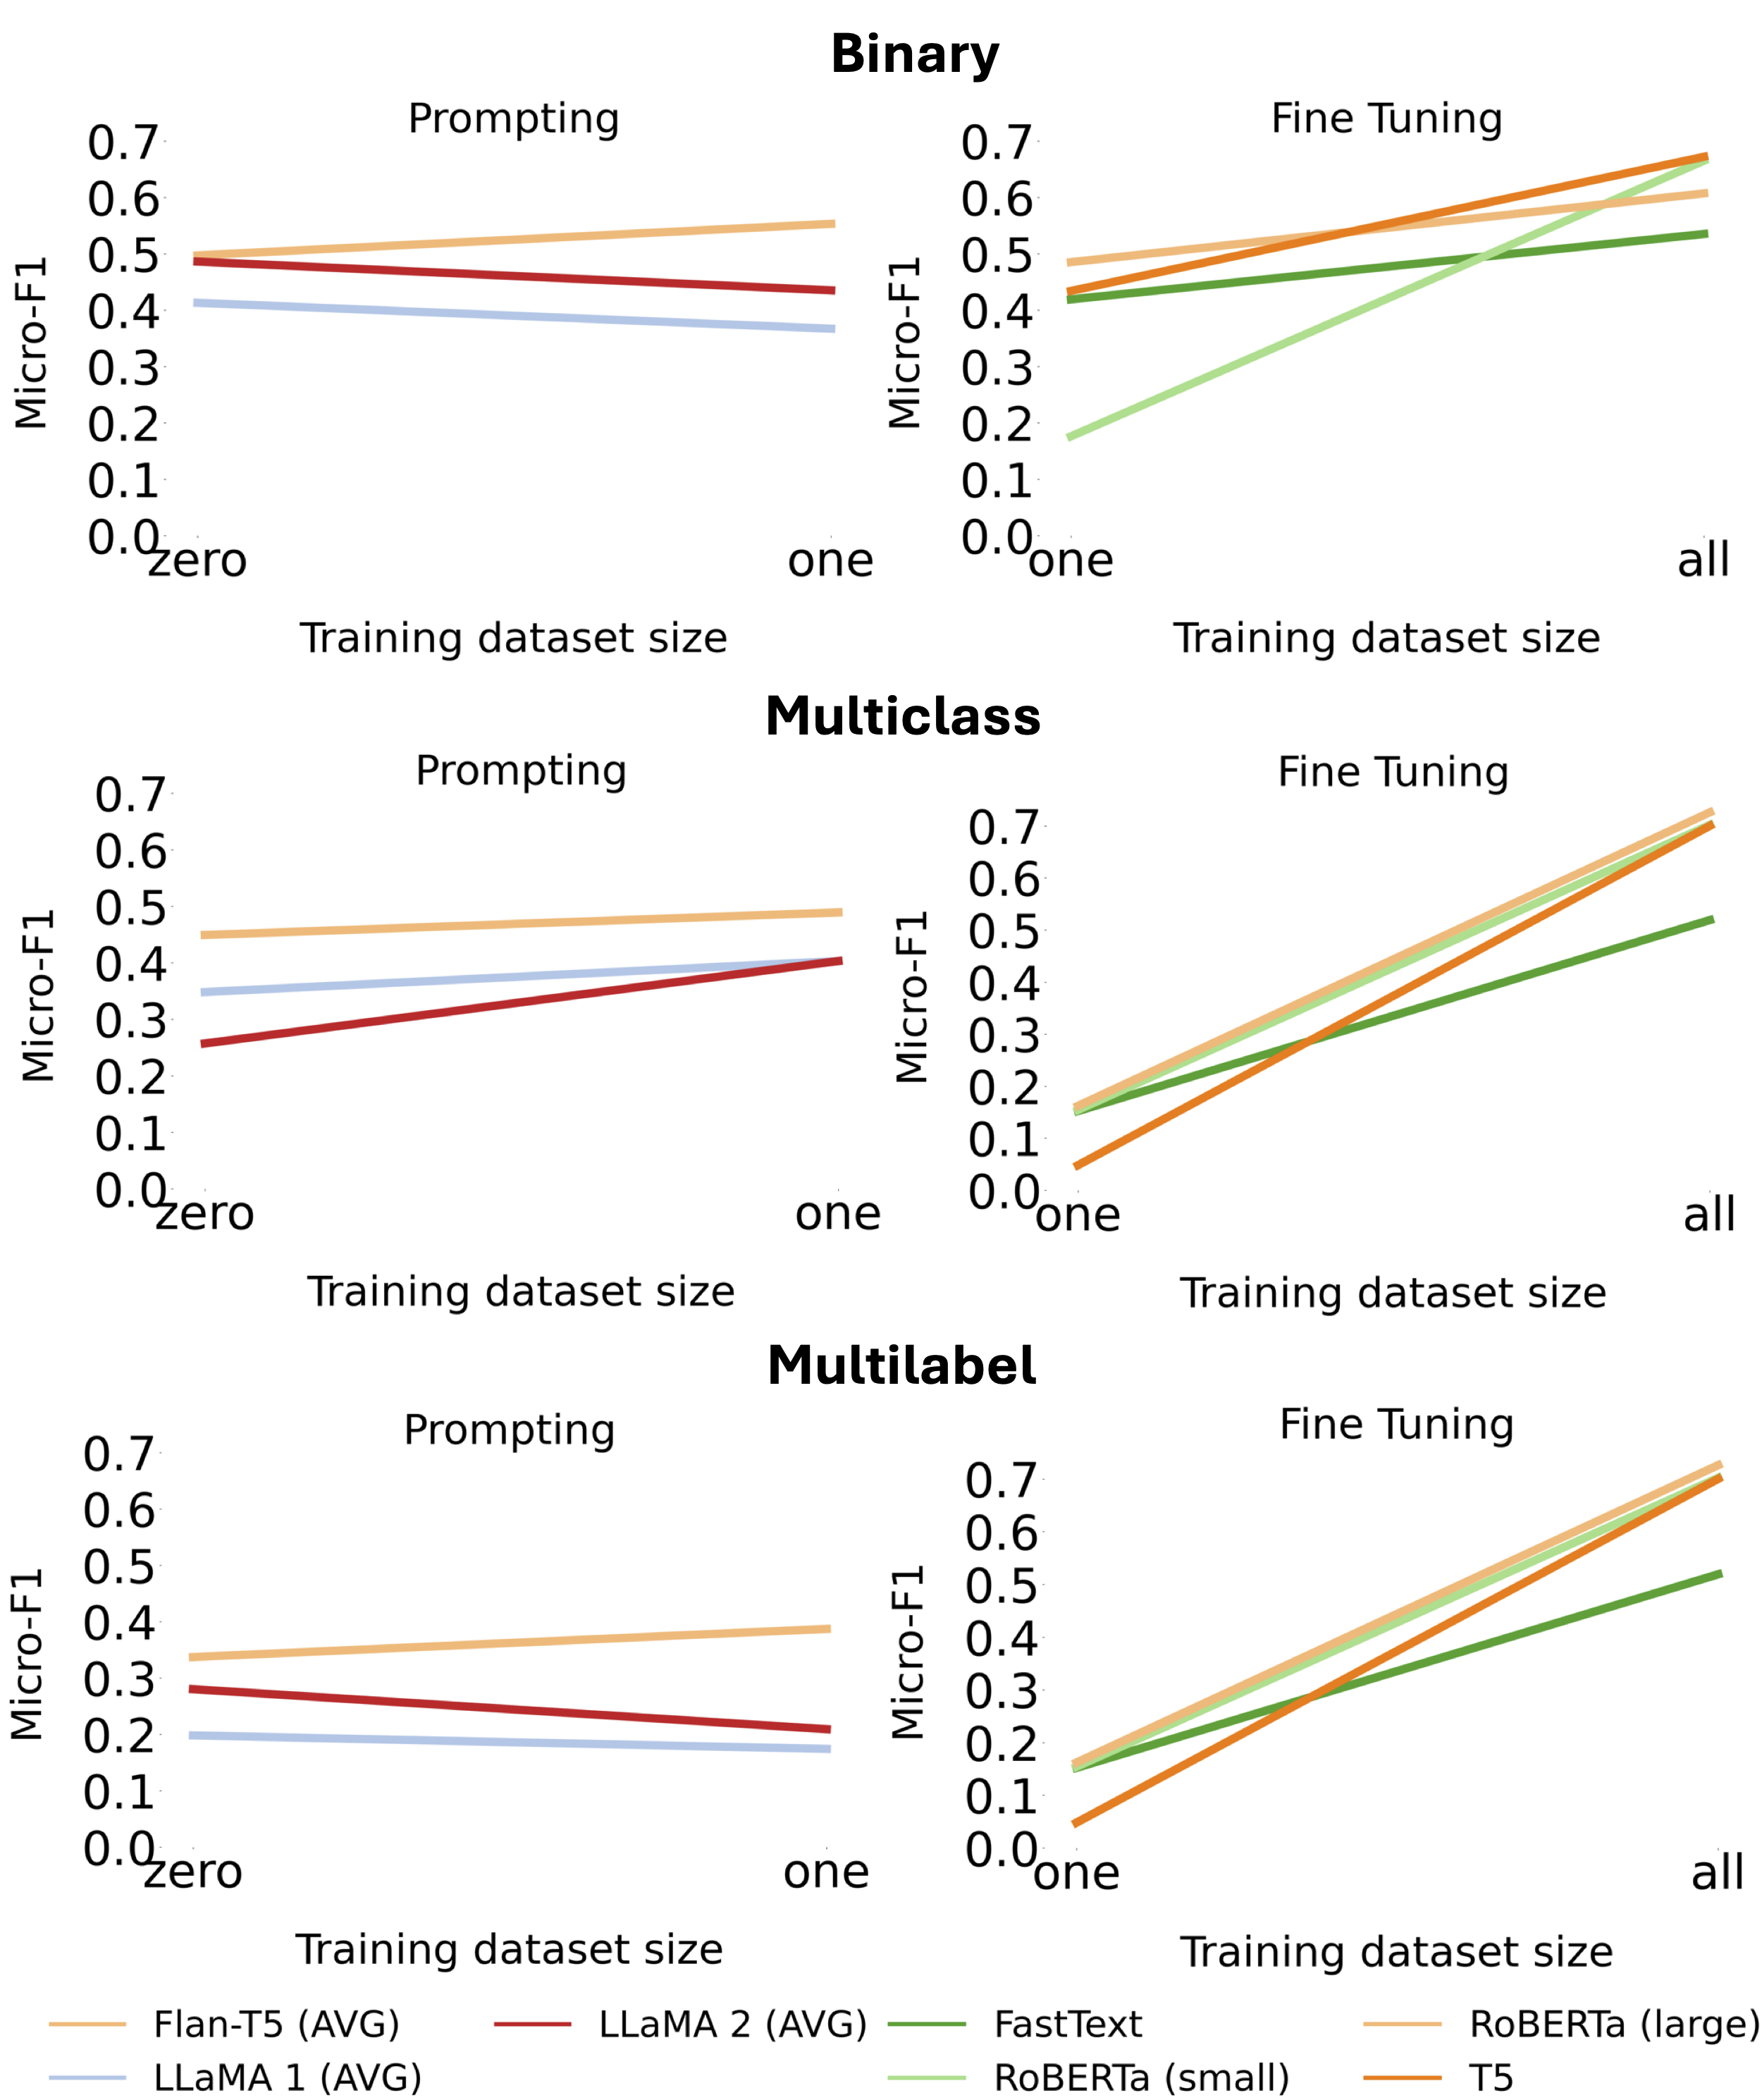 Binary
Prompting
0.7
0.6
0.5
0.4
0.3
0.2
0.1
0.0
Micro-F1
zero one
Training dataset size
Fine Tuning
0.7
0.6
0.5
0.4
0.3
0.2
0.1
0.0
Micro-F1
one all
Training dataset size
Multiclass
Prompting
0.7
0.6
0.5
0.4
0.3
0.2
0.1
0.0
Micro-F1
zero one
Training dataset size
Fine Tuning
0.7
0.6
0.5
0.4
0.3
0.2
0.1
0.0
Micro-F1
one all
Training dataset size
Multilabel
Prompting
0.7
0.6
0.5
0.4
0.3
0.2
0.1
0.0
Micro-F1
zero one
Training dataset size
Fine Tuning
0.7
0.6
0.5
0.4
0.3
0.2
0.1
0.0
Micro-F1
one all
Training dataset size
Flan-T5 (AVG) LLaMA 2 (AVG) FastText RoBERTa (large)
LLaMA 1 (AVG) RoBERTa (small) T5